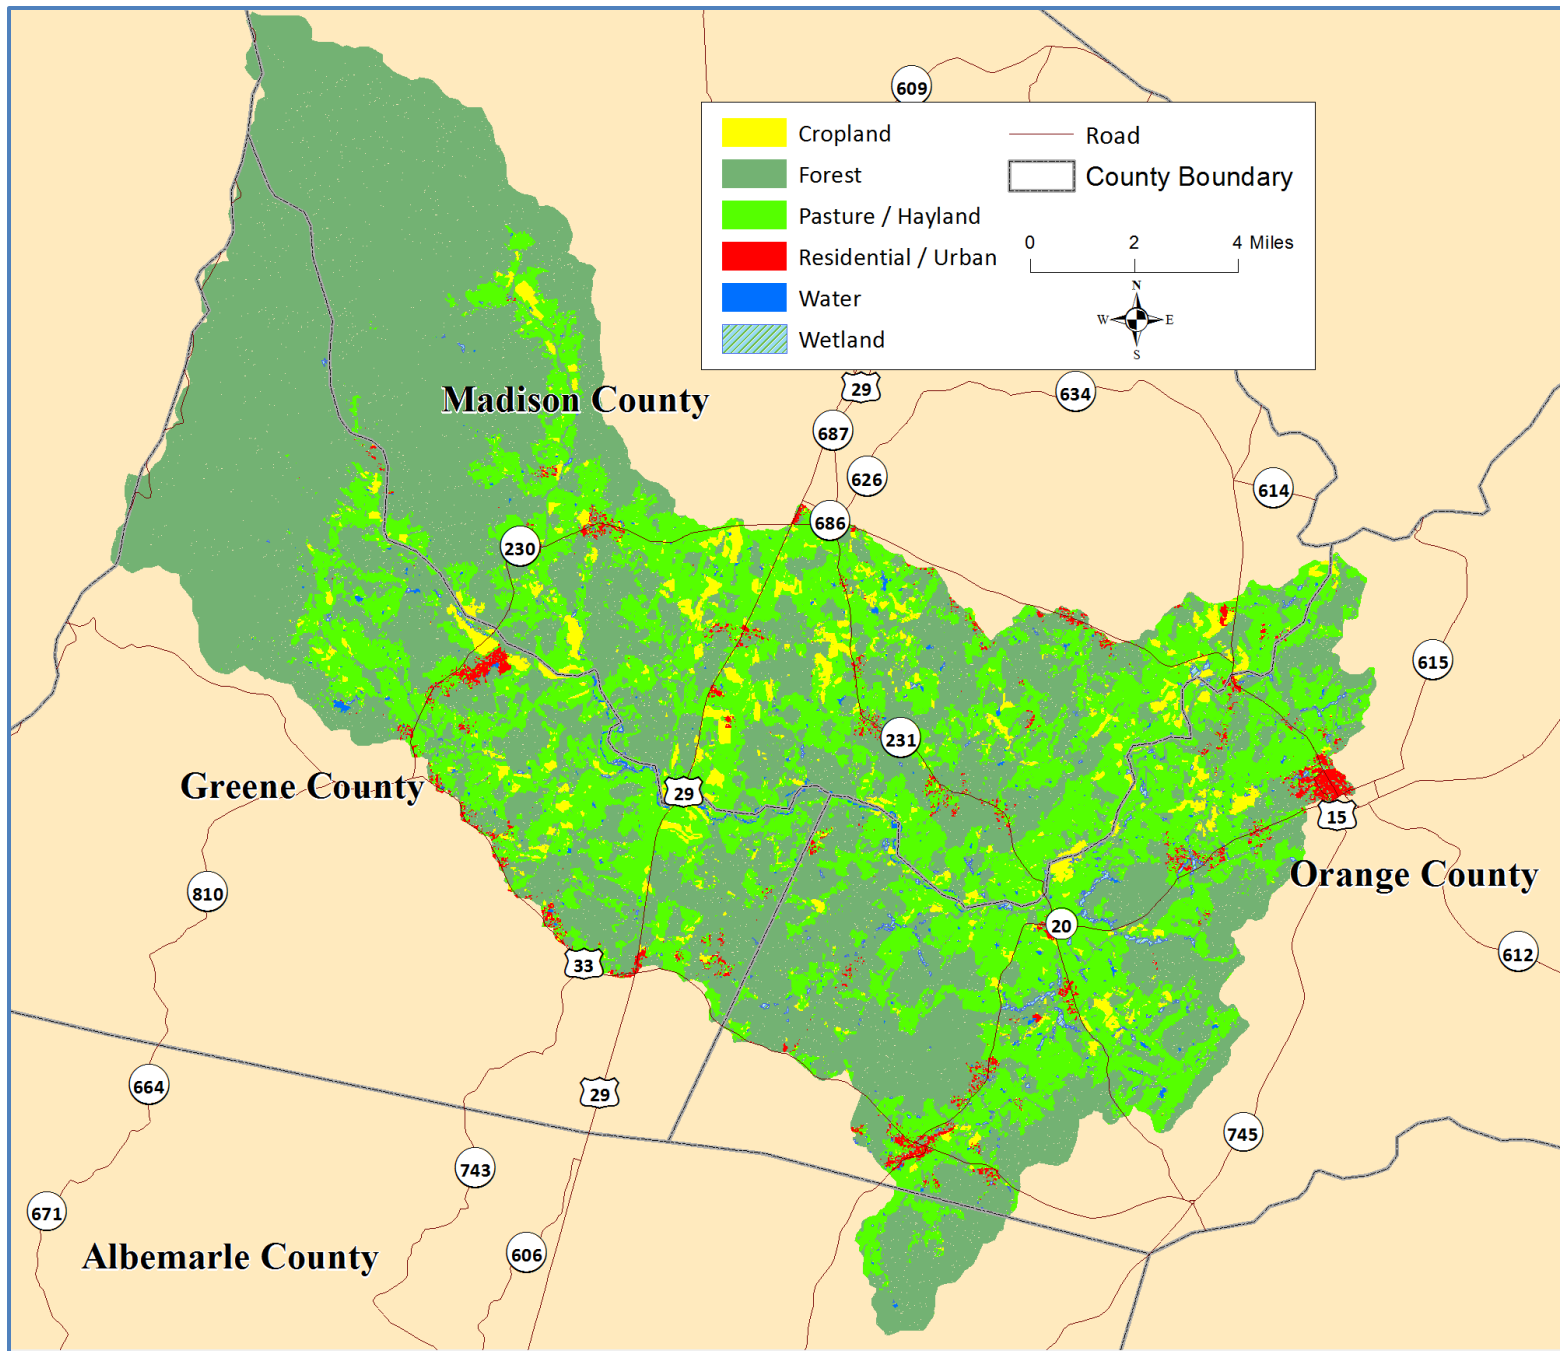 609
Cropland
Road
Forest
County Boundary
Pasture / Hayland
Residential / Urban
0 2 4 Miles
Water
N
W E
S
Wetland
29
634
Madison County
687
626
614
686
230
615
231
Greene County
29
15
Orange County
810
20
612
33
664
29
745
743
671
606
Albemarle County